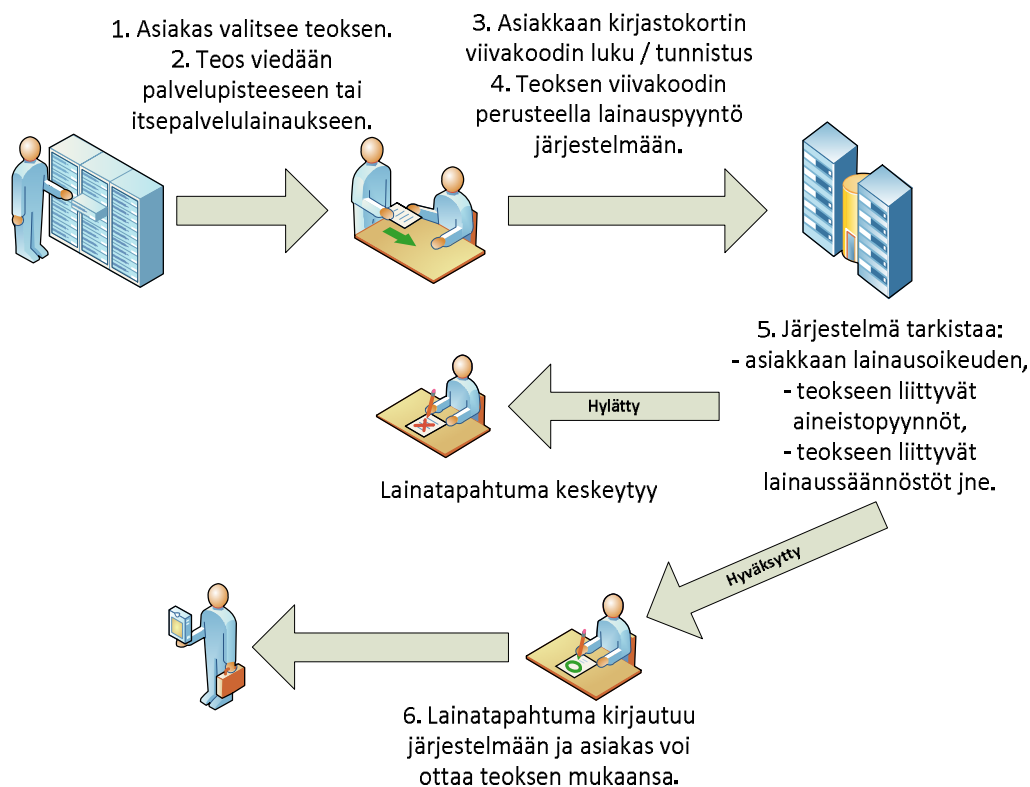 1. Asiakas valitsee teoksen.
2. Teos viedään
palvelupisteeseen tai
itsepalvelulainaukseen.
3. Asiakkaan kirjastokortin
viivakoodin luku / tunnistus
4. Teoksen viivakoodin
perusteella lainauspyyntö
järjestelmään.
5. Järjestelmä tarkistaa:
- asiakkaan lainausoikeuden,
- teokseen liittyvät
aineistopyynnöt,
- teokseen liittyvät
lainaussäännöstöt jne.
Hylätty
Lainatapahtuma keskeytyy
Hyväksytty
6. Lainatapahtuma kirjautuu
järjestelmään ja asiakas voi
ottaa teoksen mukaansa.